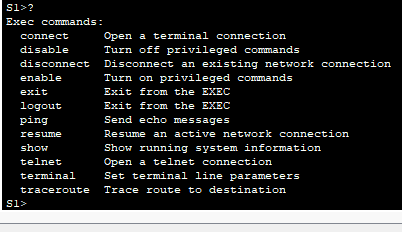 S1>?
Exec commands:
  connect     Open a terminal connection
  disable     Turn off privileged commands
  disconnect  Disconnect an existing network connection
  enable      Turn on privileged commands
  exit        Exit from the EXEC
  logout      Exit from the EXEC
  ping        Send echo messages
  resume      Resume an active network connection
  show        Show running system information
  telnet      Open a telnet connection
  terminal    Set terminal line parameters
  traceroute  Trace route to destination
S1>